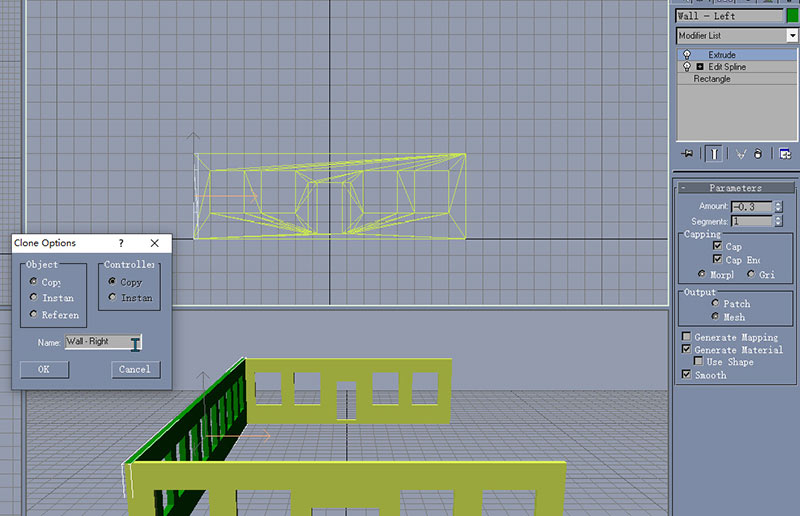 Wall - Left
Modifier List
Extrude
Edit Spline
Rectangle
- Parameters
Amount: -0.3
Segments: 1
Capping
Cap
Cap End
Morpl Gri
Output
Patch
Mesh
Generate Mapping
Generate Material
Use Shape
Smooth
Clone Options ?
Object
Copy
Instan
Referen
Controlle
Copy
Instan
Name: Wall - Right
OK Cancel